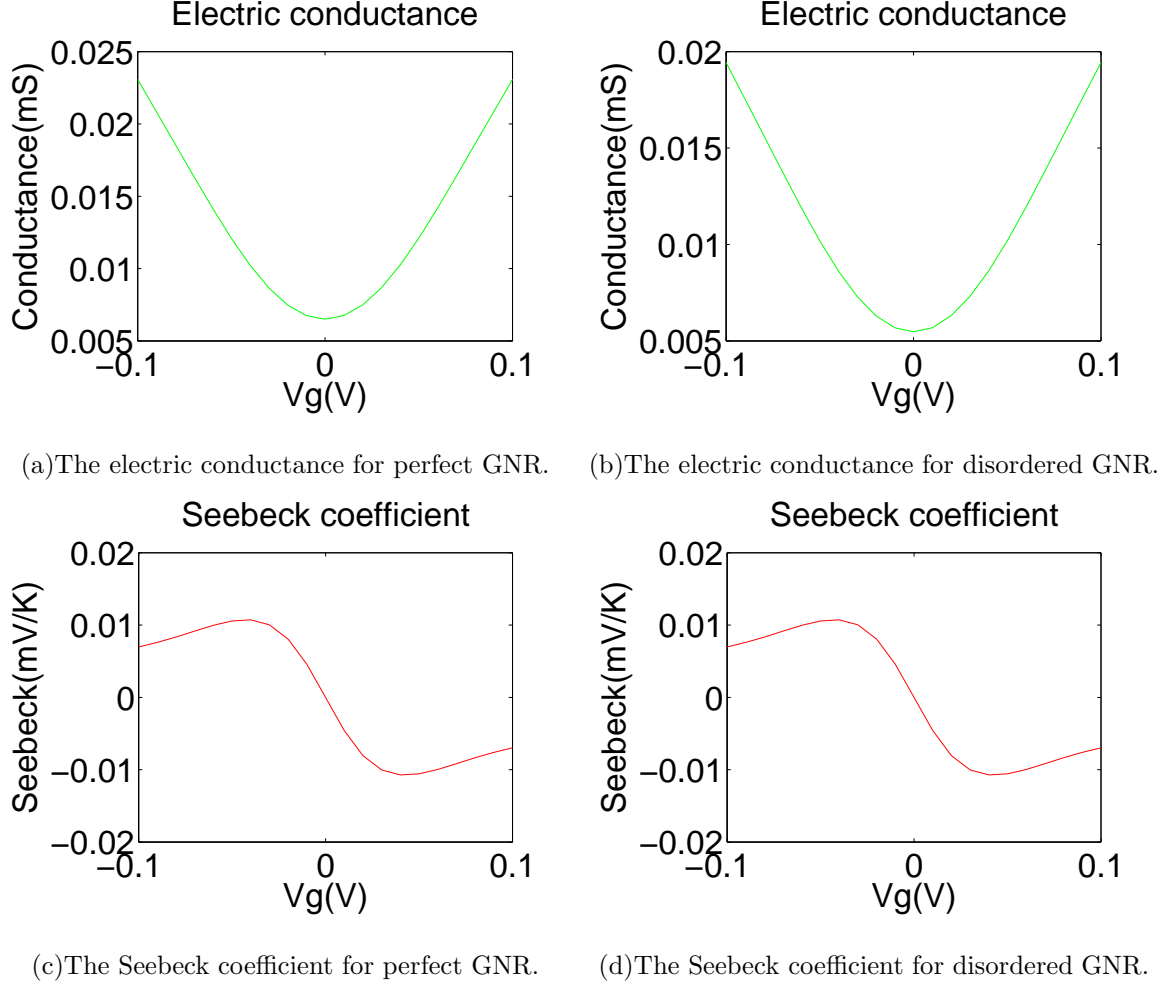 Electric conductance
0.025
0.02
0.015
0.01
0.005
Conductance(mS)
−0.1
0
0.1
Vg(V)
(a)The electric conductance for perfect GNR.
Electric conductance
0.02
0.015
0.01
0.005
Conductance(mS)
−0.1
0
0.1
Vg(V)
(b)The electric conductance for disordered GNR.
Seebeck coefficient
0.02
0.01
0
−0.01
−0.02
Seebeck(mV/K)
−0.1
0
0.1
Vg(V)
(c)The Seebeck coefficient for perfect GNR.
Seebeck coefficient
0.02
0.01
0
−0.01
−0.02
Seebeck(mV/K)
−0.1
0
0.1
Vg(V)
(d)The Seebeck coefficient for disordered GNR.